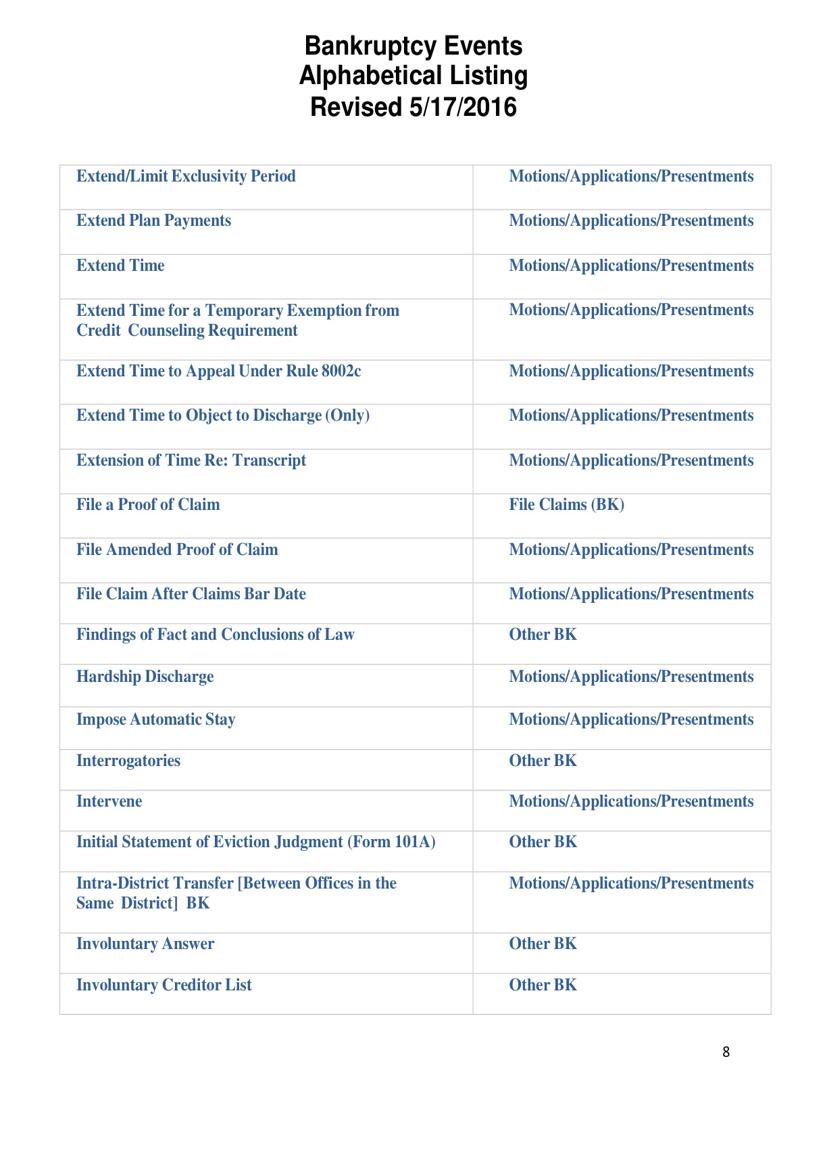 Bankruptcy Events
Alphabetical Listing
Revised 5/17/2016
Extend/Limit Exclusivity Period Motions/Applications/Presentments
Extend Plan Payments Motions/Applications/Presentments
Extend Time Motions/Applications/Presentments
Extend Time for a Temporary Exemption from Motions/Applications/Presentments
Credit Counseling Requirement
Extend Time to Appeal Under Rule 8002c Motions/Applications/Presentments
Extend Time to Object to Discharge (Only) Motions/Applications/Presentments
Extension of Time Re: Transcript Motions/Applications/Presentments
File a Proof of Claim File Claims (BK)
File Amended Proof of Claim Motions/Applications/Presentments
File Claim After Claims Bar Date Motions/Applications/Presentments
Findings of Fact and Conclusions of Law Other BK
Hardship Discharge Motions/Applications/Presentments
Impose Automatic Stay Motions/Applications/Presentments
Interrogatories Other BK
Intervene Motions/Applications/Presentments
Initial Statement of Eviction Judgment (Form 101A) Other BK
Intra-District Transfer [Between Offices in the Motions/Applications/Presentments
Same District] BK
Involuntary Answer Other BK
Involuntary Creditor List Other BK
8